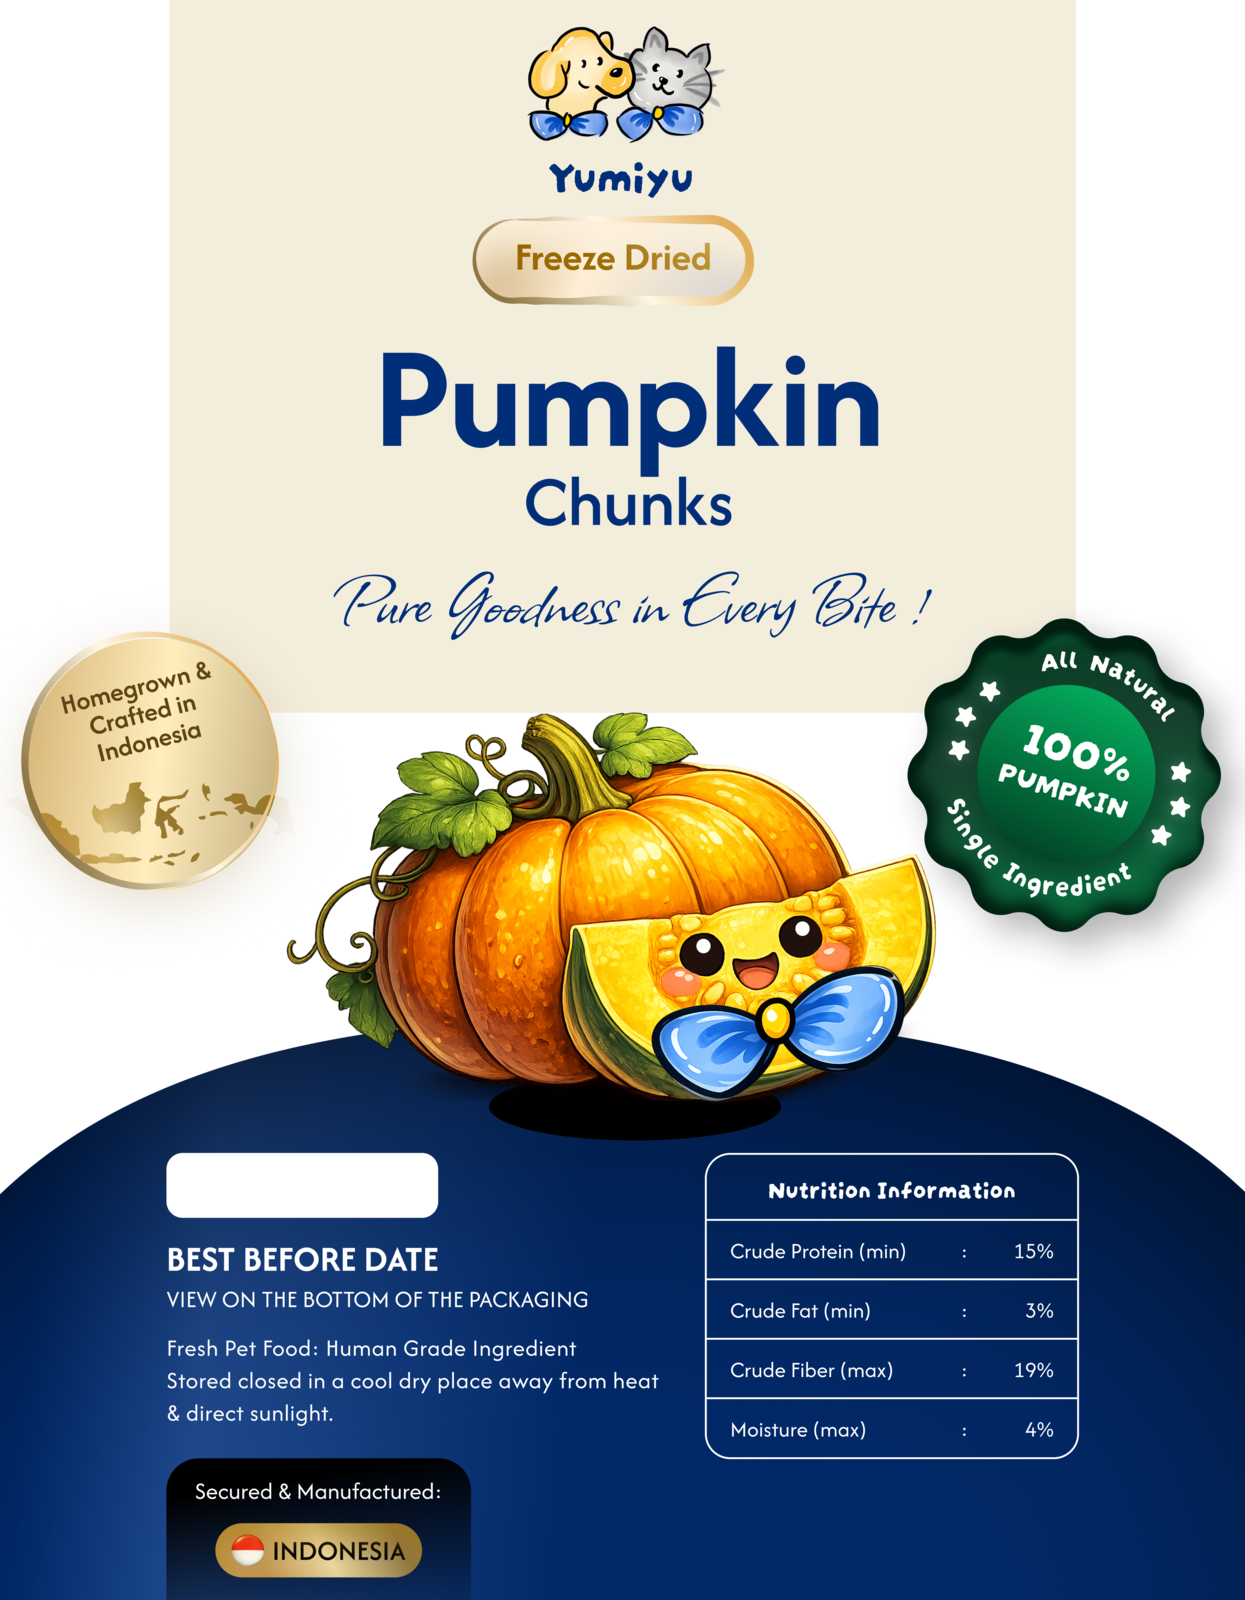 Yumiyu
Freeze Dried
Pumpkin
Chunks
Pure Goodness in Every Bite !
Homegrown &
Crafted in
Indonesia
All Natural
100%
PUMPKIN
Single Ingredient
BEST BEFORE DATE
VIEW ON THE BOTTOM OF THE PACKAGING
Fresh Pet Food: Human Grade Ingredient
Stored closed in a cool dry place away from heat
& direct sunlight.
Secured & Manufactured:
INDONESIA
Nutrition Information
Crude Protein (min) : 15%
Crude Fat (min) : 3%
Crude Fiber (max) : 19%
Moisture (max) : 4%